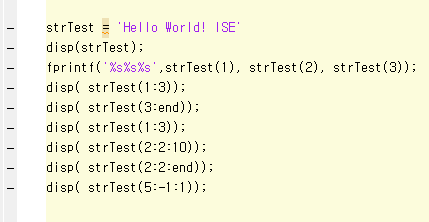 strTest = 'Hello World! ISE'
disp(strTest);
fprintf('%s%s%s',strTest(1), strTest(2), strTest(3));
disp( strTest(1:3));
disp( strTest(3:end));
disp( strTest(1:3));
disp( strTest(2:2:10));
disp( strTest(2:2:end));
disp( strTest(5:-1:1));